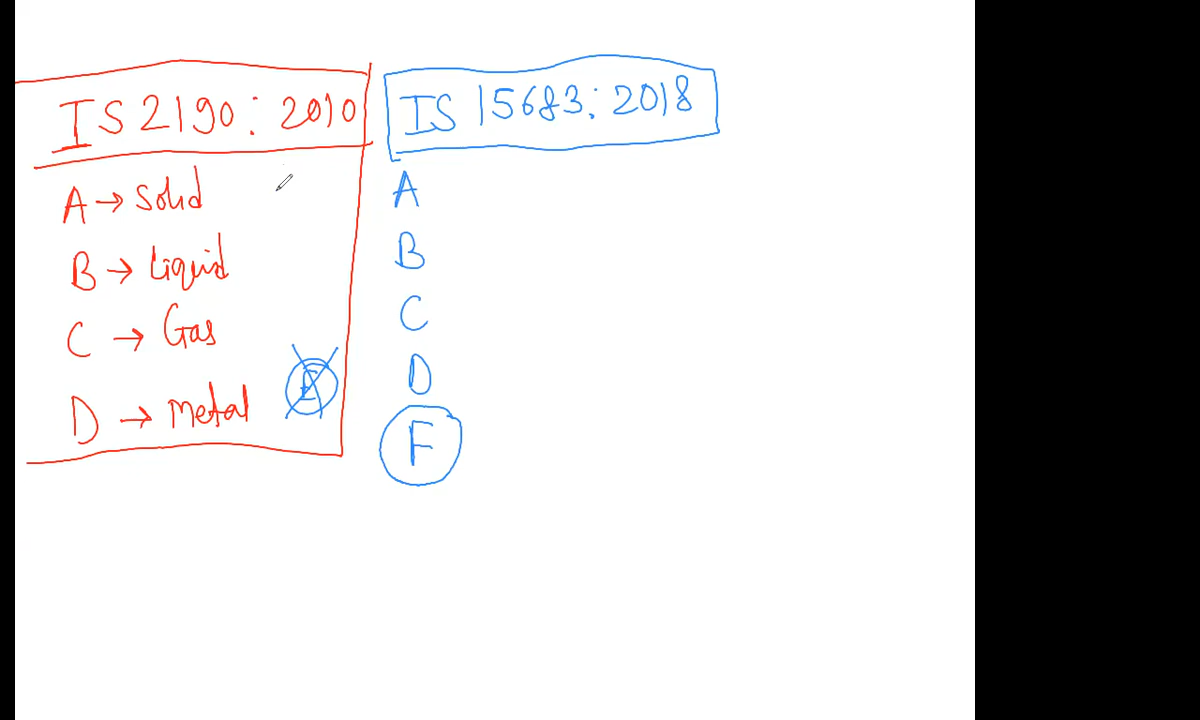 IS 2190: 2010
A → Solid
B → Liquid
C → Gas
D → Metal
E
IS 15683: 2018
A
B
C
D
F